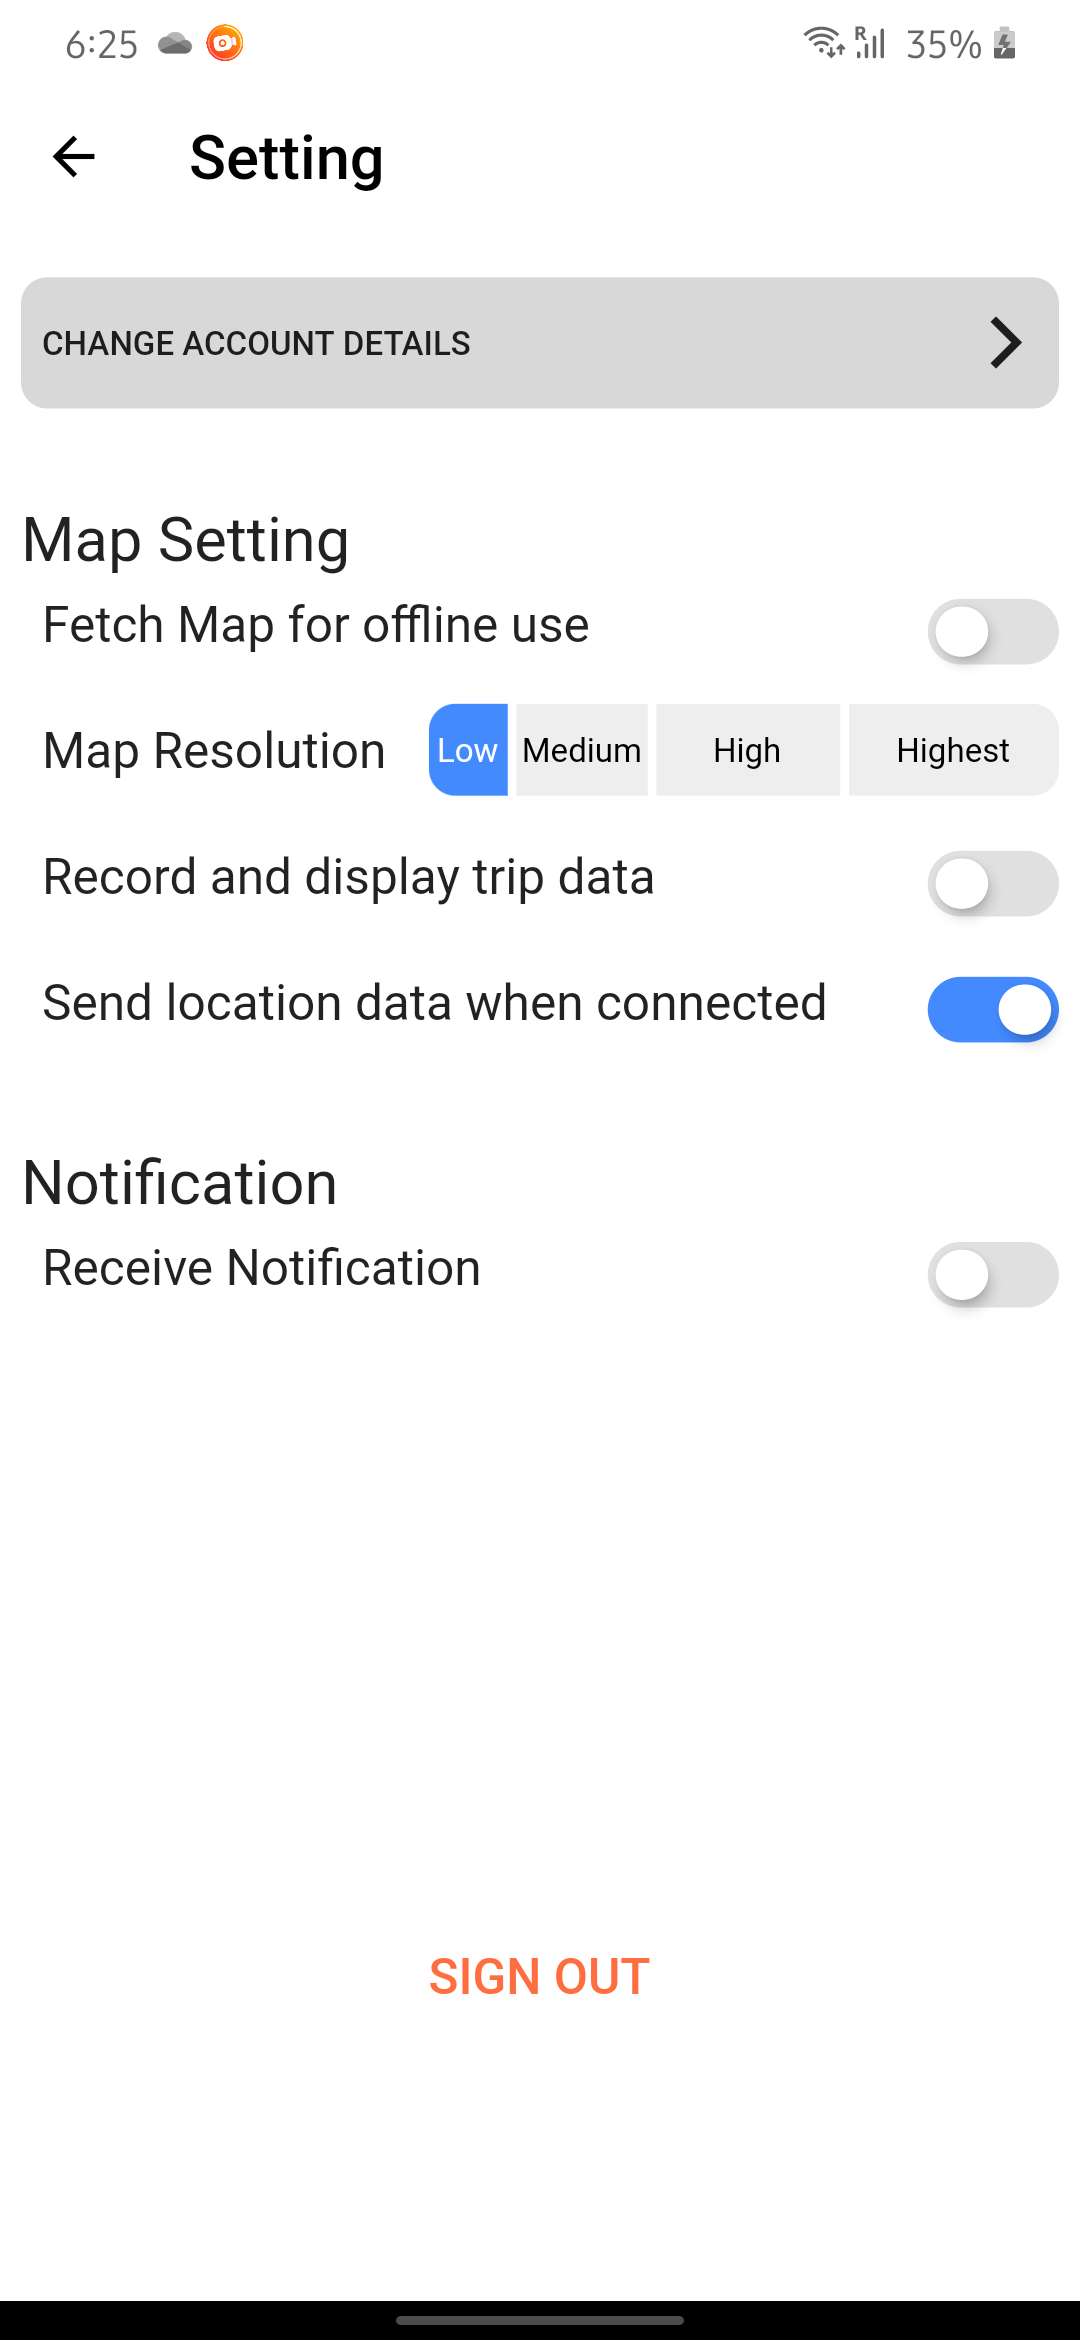 6:25 R 35%
Setting
CHANGE ACCOUNT DETAILS
Map Setting
Fetch Map for offline use
Map Resolution Low Medium High Highest
Record and display trip data
Send location data when connected
Notification
Receive Notification
SIGN OUT